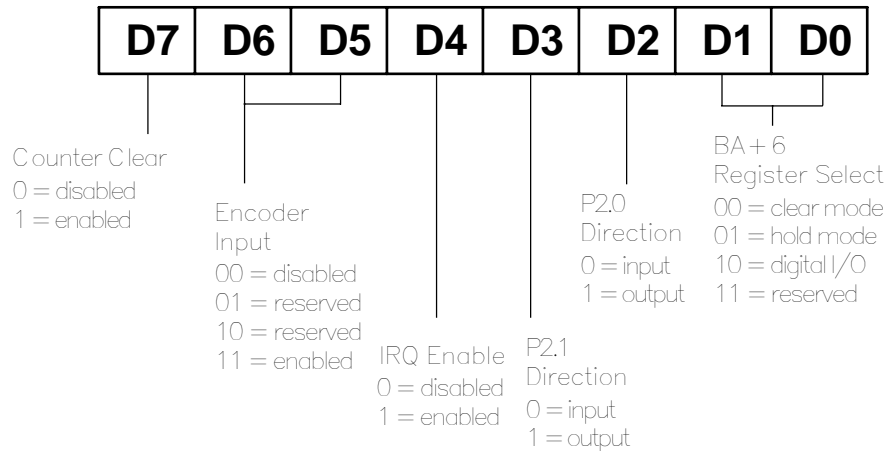 D7 D6 D5 D4 D3 D2 D1 D0
Counter Clear
0 = disabled
1 = enabled
Encoder
Input
00 = disabled
01 = reserved
10 = reserved
11 = enabled
IRQ Enable
0 = disabled
1 = enabled
P2.1
Direction
0 = input
1 = output
P2.0
Direction
0 = input
1 = output
BA + 6
Register Select
00 = clear mode
01 = hold mode
10 = digital I/O
11 = reserved